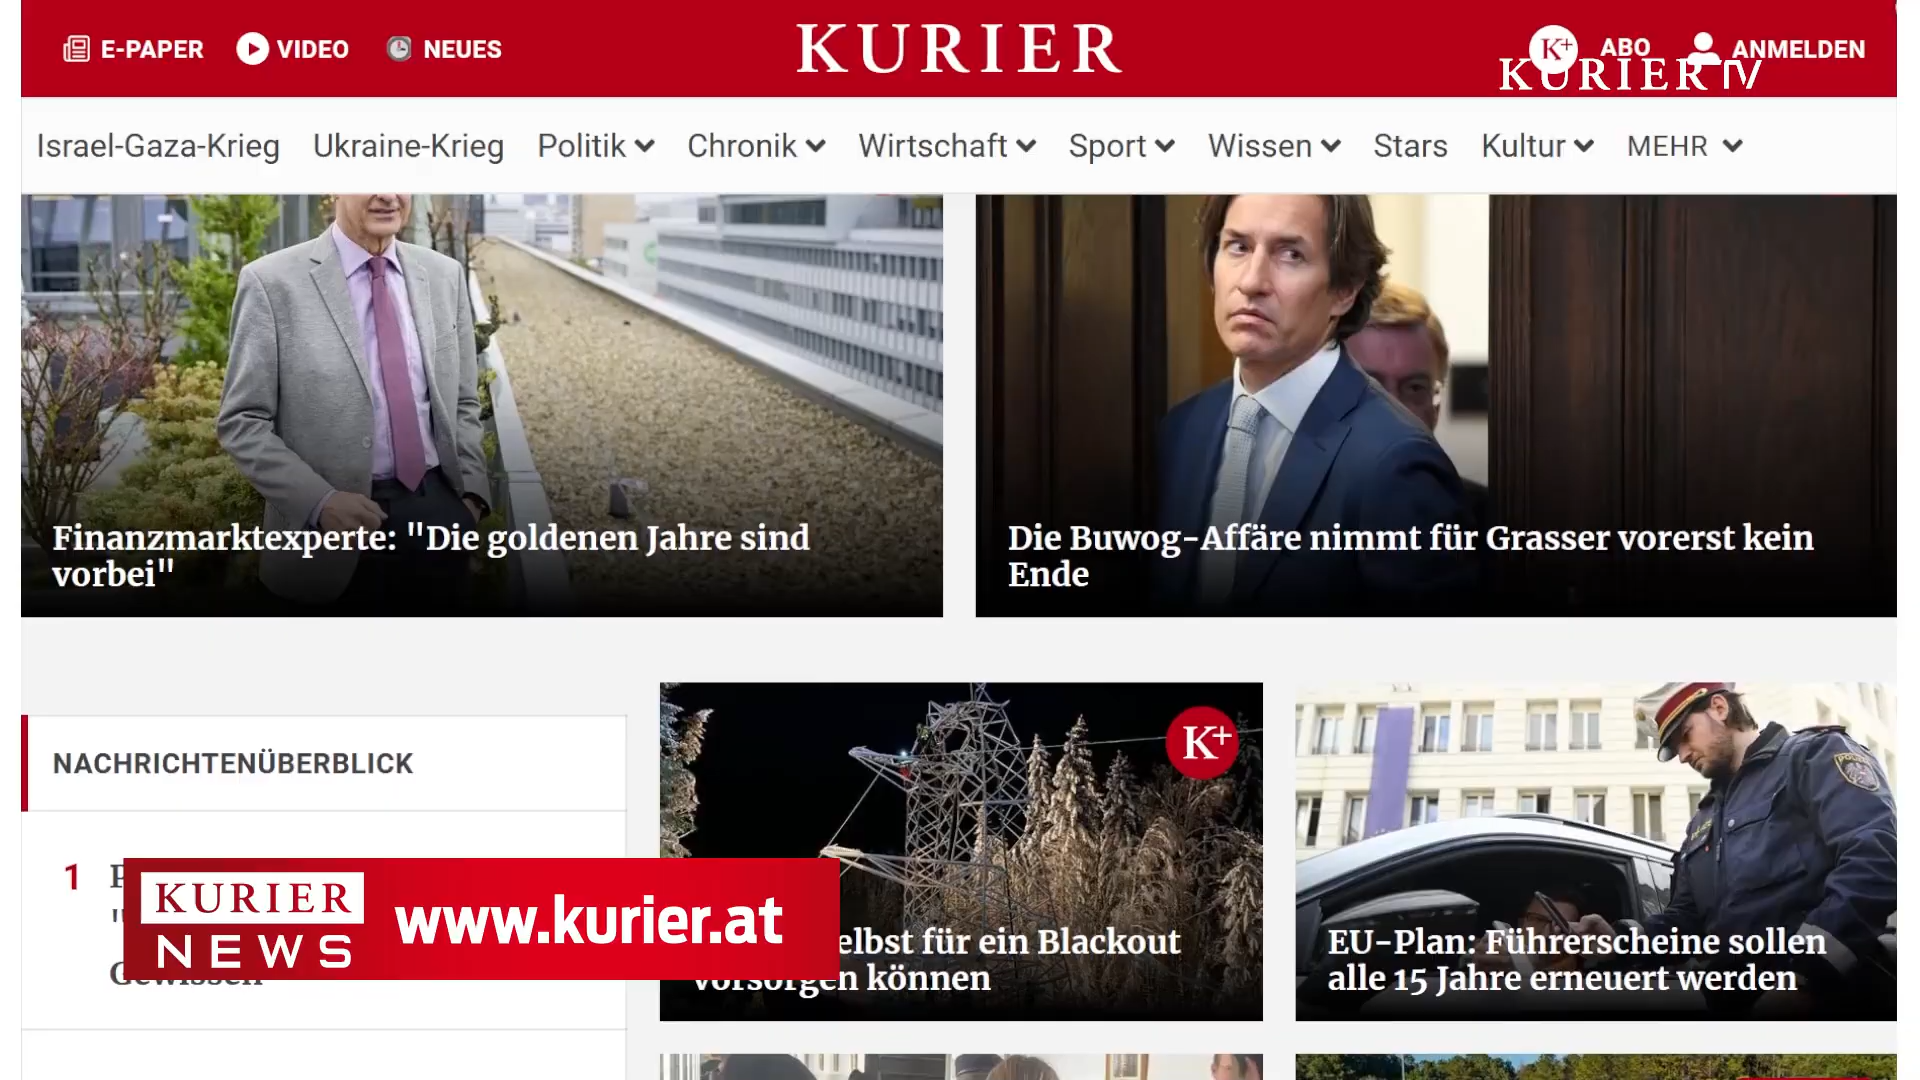 E-PAPER
VIDEO
NEUES
KURIER
K+
ABO
ANMELDEN
KURIER TV
Israel-Gaza-Krieg
Ukraine-Krieg
Politik
Chronik
Wirtschaft
Sport
Wissen
Stars
Kultur
MEHR
Finanzmarktexperte: "Die goldenen Jahre sind
vorbei"
Die Buwog-Affäre nimmt für Grasser vorerst kein
Ende
NACHRICHTENÜBERBLICK
1
K+
elbst für ein Blackout
vorsorgen können
EU-Plan: Führerscheine sollen
alle 15 Jahre erneuert werden
KURIER
NEWS
www.kurier.at